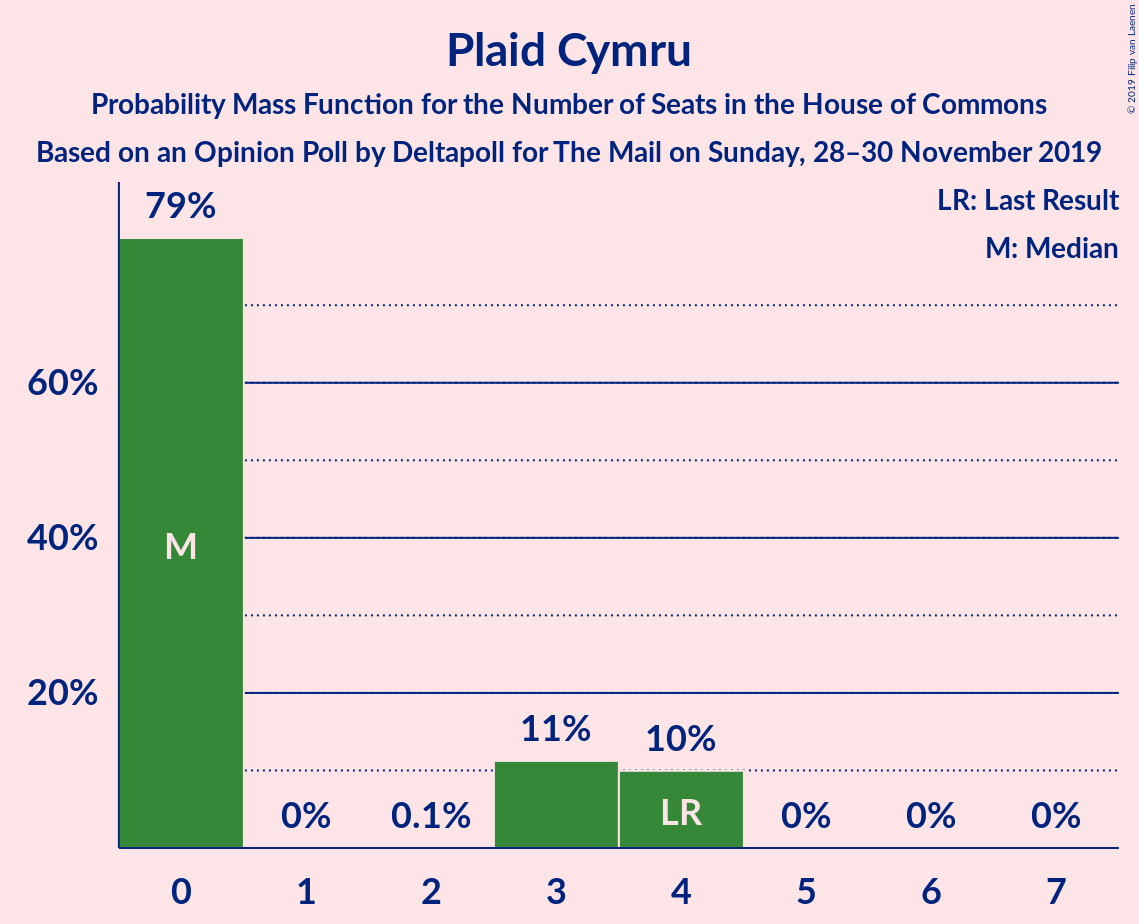 Plaid Cymru
Probability Mass Function for the Number of Seats in the House of Commons
Based on an Opinion Poll by Deltapoll for The Mail on Sunday, 28–30 November 2019
© 2019 Filip van Laenen
LR: Last Result
M: Median
79%
60%
40%
20%
M
0%
0.1%
11%
10%
LR
0%
0%
0%
0 1 2 3 4 5 6 7